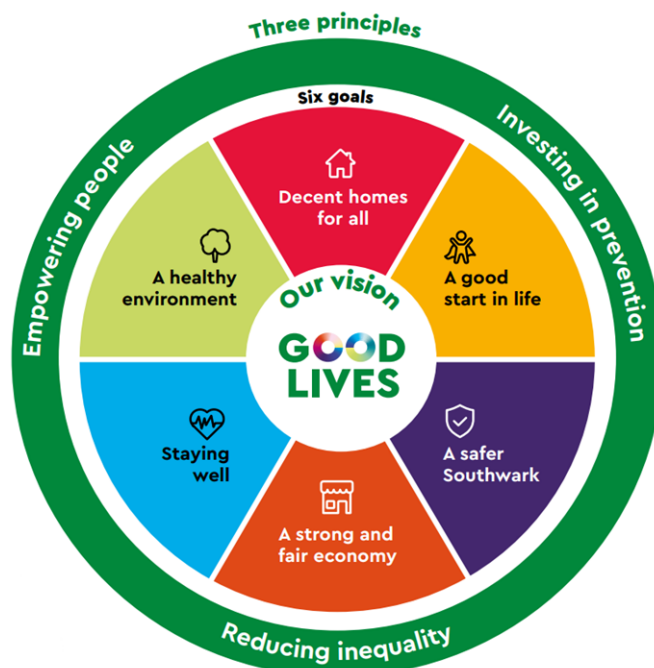 Three principles
Empowering people
Investing in prevention
Reducing inequality
Six goals
Decent homes
for all
A good
start in life
A safer
Southwark
A strong and
fair economy
Staying
well
A healthy
environment
Our vision
GOOD
LIVES